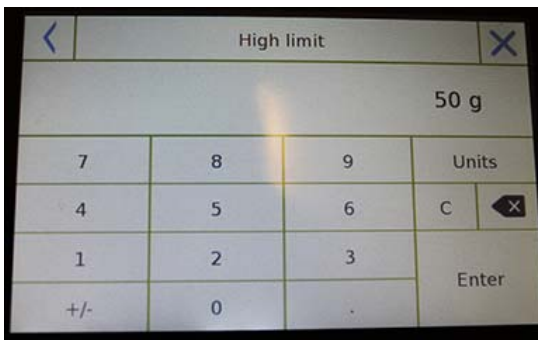 High limit
50 g
7 8 9 Units
4 5 6 C
1 2 3
Enter
+/- 0 .